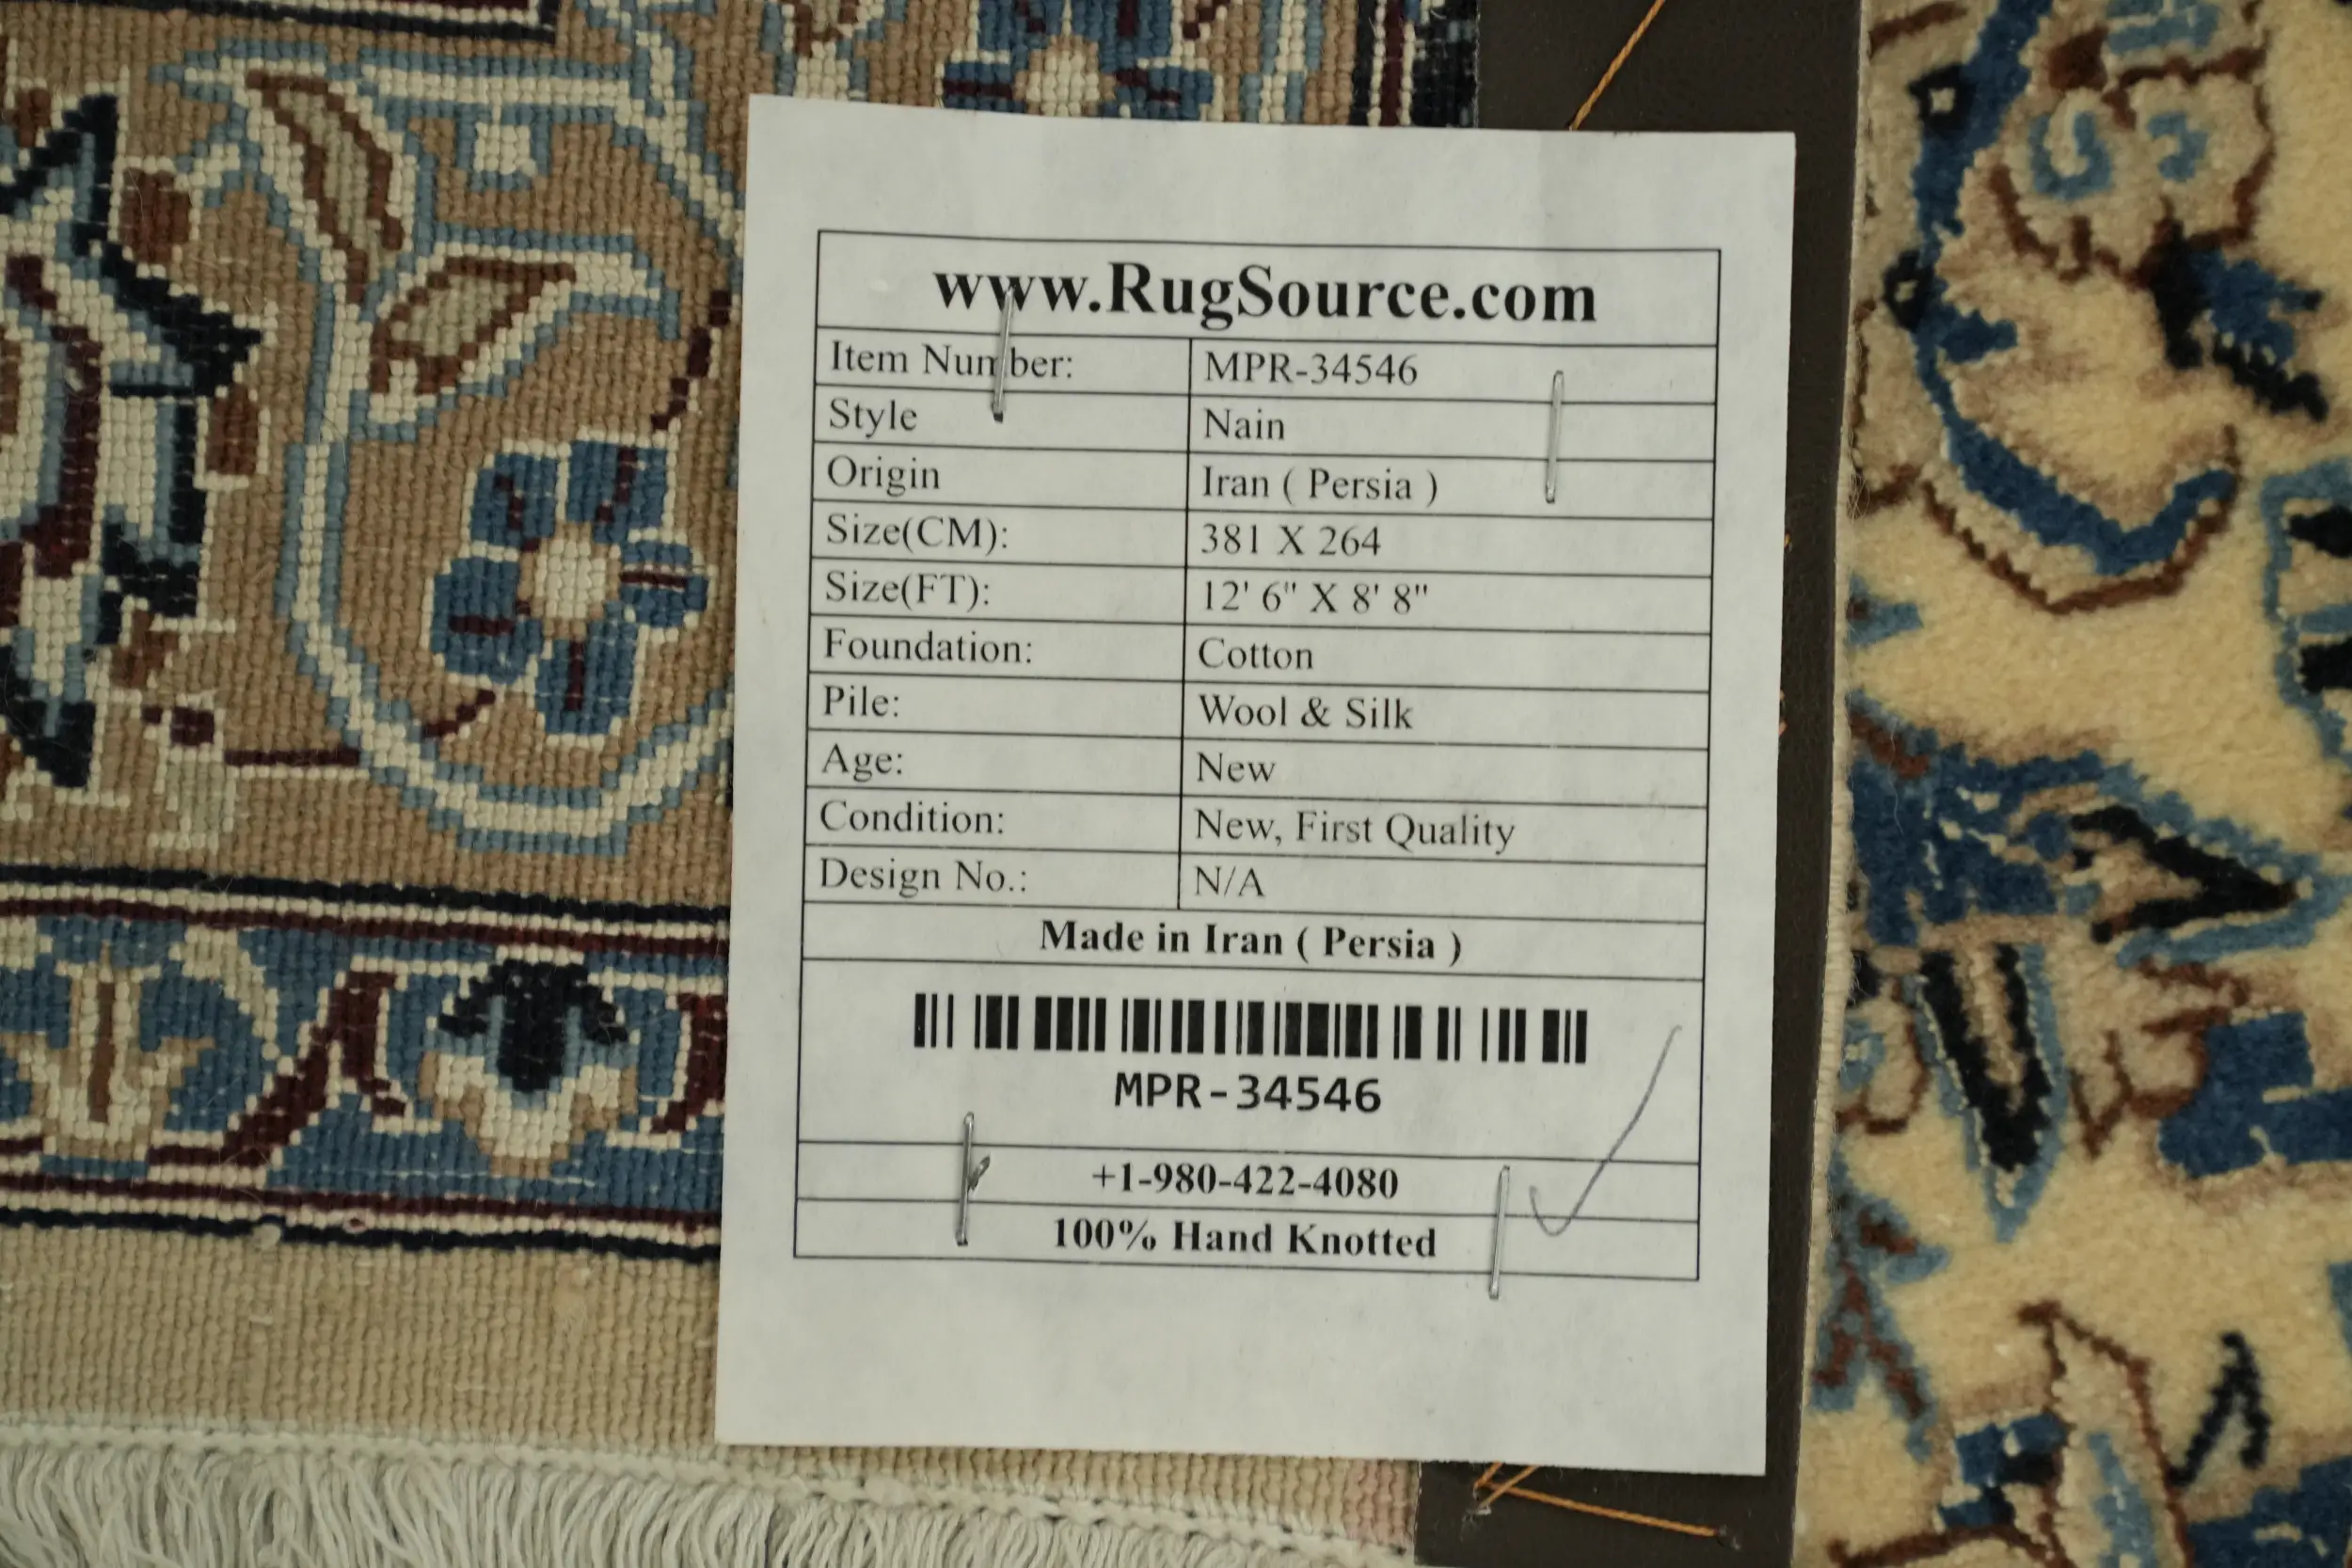 www.RugSource.com
Item Number: MPR-34546
Style Nain
Origin Iran ( Persia )
Size(CM): 381 X 264
Size(FT): 12' 6" X 8' 8"
Foundation: Cotton
Pile: Wool & Silk
Age: New
Condition: New, First Quality
Design No.: N/A
Made in Iran ( Persia )
MPR-34546
+1-980-422-4080
100% Hand Knotted